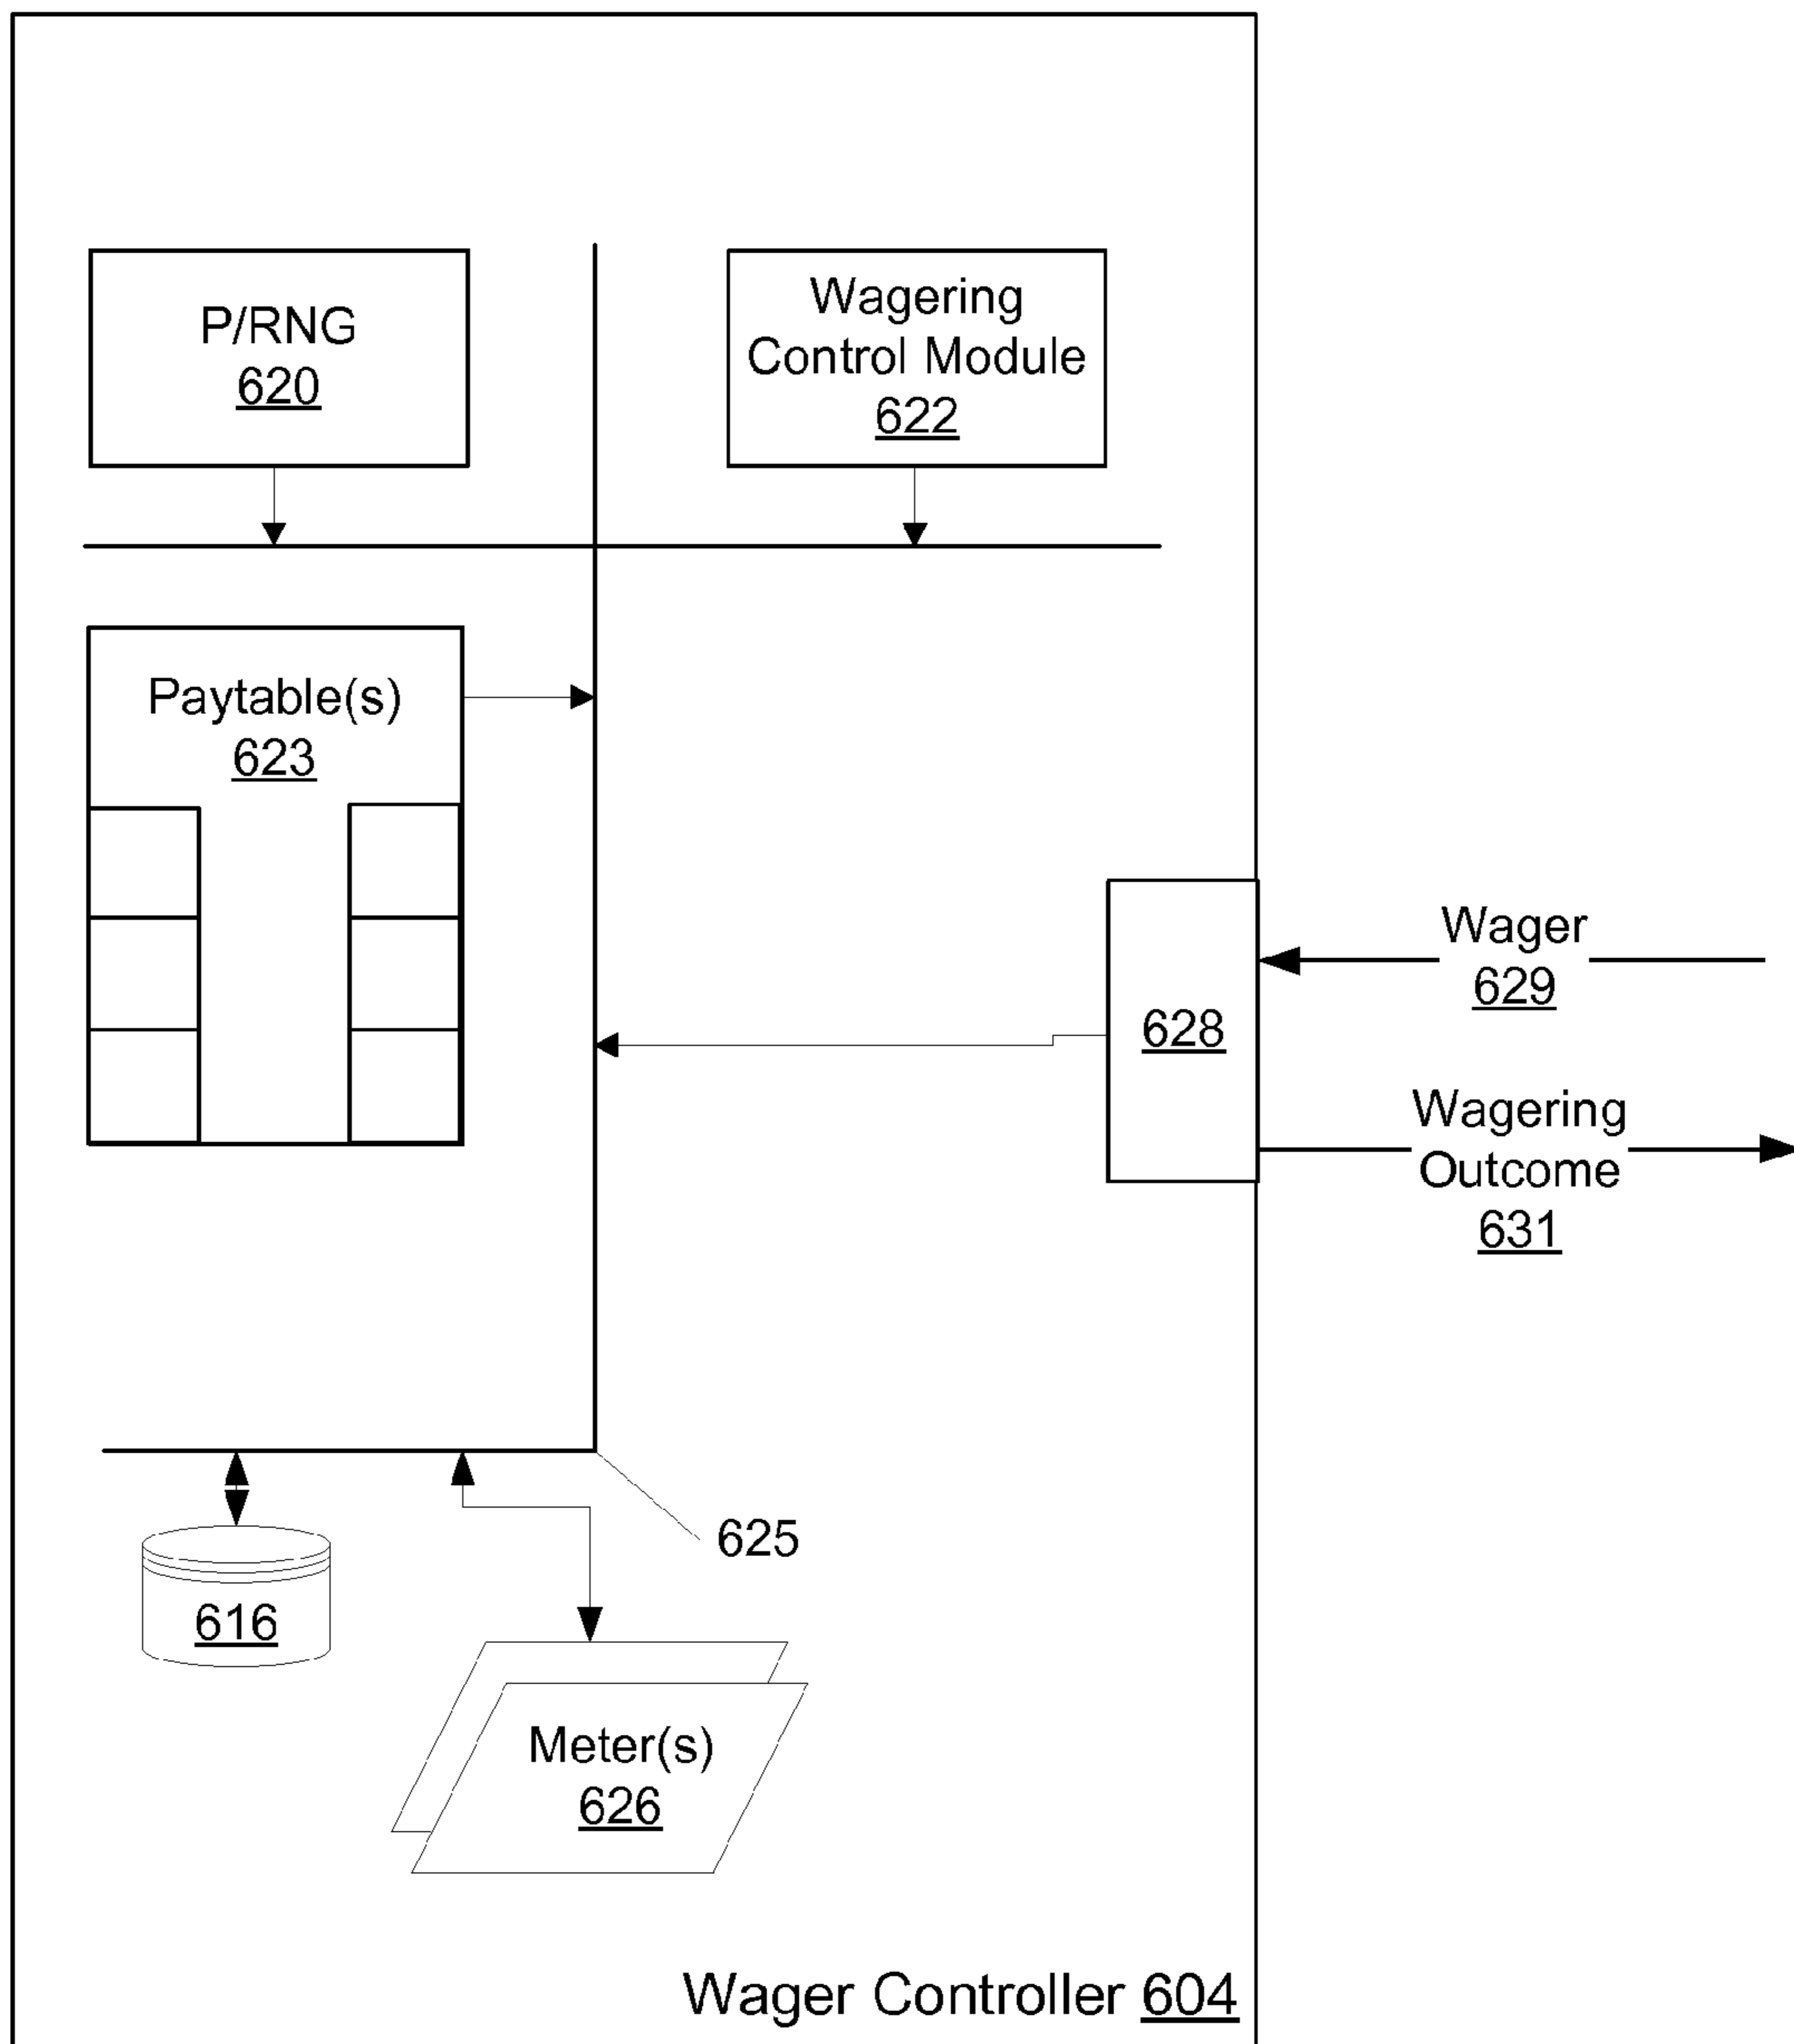 P/RNG
620
Wagering
Control Module
622
Paytable(s)
623
Wager
629
628
Wagering
Outcome
631
625
616
Meter(s)
626
Wager Controller 604